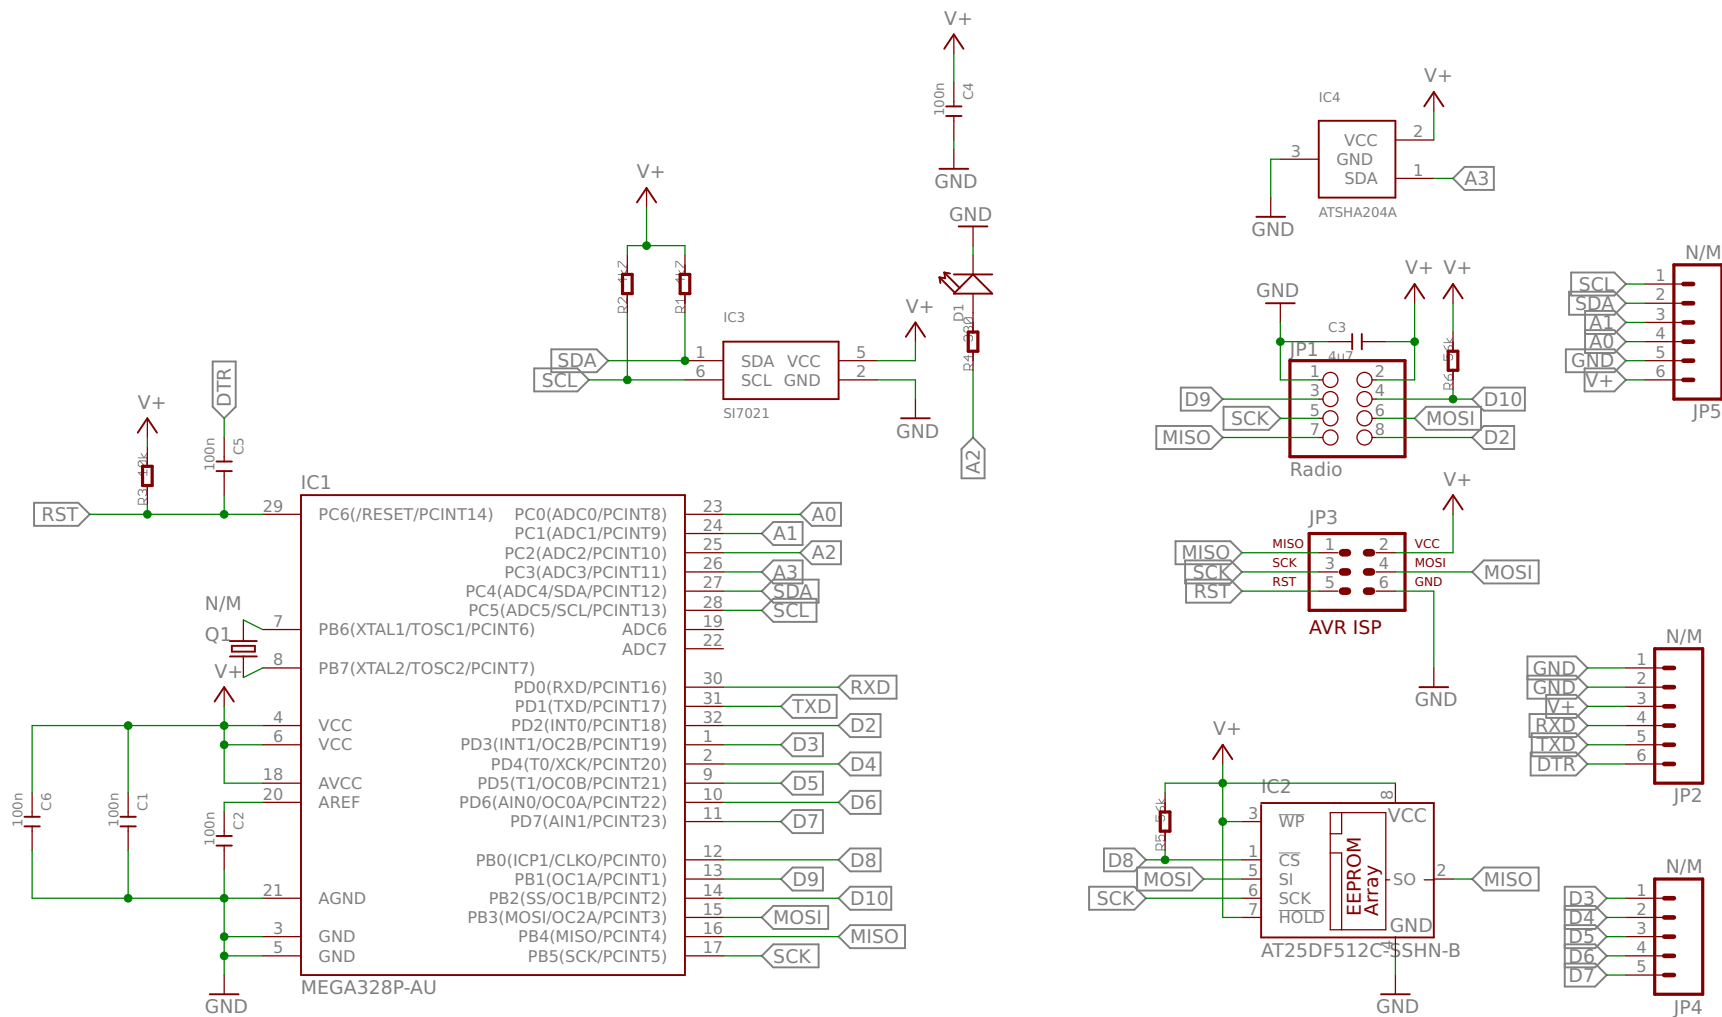 V+
100n
C4
GND
GND
D1
R4 330
A2
V+
R2 4k7
R1 4k7
IC3
SDA
SCL
1
6
SDA VCC
SCL GND
5
2
V+
GND
SI7021
IC4
V+
VCC
GND
SDA
3
2
1
A3
GND
ATSHA204A
V+
V+
GND
C3
4u7
R6 56k
JP1
1
2
3
4
5
6
7
8
D9
SCK
MISO
D10
MOSI
D2
Radio
N/M
SCL
SDA
A1
A0
GND
V+
1
2
3
4
5
6
JP5
V+
DTR
R3
100n
C5
RST
IC1
29
PC6(/RESET/PCINT14)
N/M
Q1
7
PB6(XTAL1/TOSC1/PCINT6)
8
PB7(XTAL2/TOSC2/PCINT7)
V+
4
VCC
6
VCC
18
AVCC
20
AREF
21
AGND
3
GND
5
GND
100n
C6
100n
C1
100n
C2
GND
PC0(ADC0/PCINT8) 23 A0
PC1(ADC1/PCINT9) 24 A1
PC2(ADC2/PCINT10) 25 A2
PC3(ADC3/PCINT11) 26 A3
PC4(ADC4/SDA/PCINT12) 27 SDA
PC5(ADC5/SCL/PCINT13) 28 SCL
ADC6 19
ADC7 22
PD0(RXD/PCINT16) 30 RXD
PD1(TXD/PCINT17) 31 TXD
PD2(INT0/PCINT18) 32 D2
PD3(INT1/OC2B/PCINT19) 1 D3
PD4(T0/XCK/PCINT20) 2 D4
PD5(T1/OC0B/PCINT21) 9 D5
PD6(AIN0/OC0A/PCINT22) 10 D6
PD7(AIN1/PCINT23) 11 D7
PB0(ICP1/CLKO/PCINT0) 12 D8
PB1(OC1A/PCINT1) 13 D9
PB2(SS/OC1B/PCINT2) 14 D10
PB3(MOSI/OC2A/PCINT3) 15 MOSI
PB4(MISO/PCINT4) 16 MISO
PB5(SCK/PCINT5) 17 SCK
MEGA328P-AU
V+
JP3
MISO MISO 1 2 VCC
SCK SCK 3 4 MOSI MOSI
RST RST 5 6 GND
AVR ISP
GND
V+
IC2
R5 56k
8
VCC
3 WP
D8 1 CS
MOSI 5 SI
SCK 6 SCK
7 HOLD
EEPROM
Array
SO 2 MISO
GND
4
AT25DF512C-SSHN-B
GND
N/M
GND 1
GND 2
V+ 3
RXD 4
TXD 5
DTR 6
JP2
N/M
D3 1
D4 2
D5 3
D6 4
D7 5
JP4